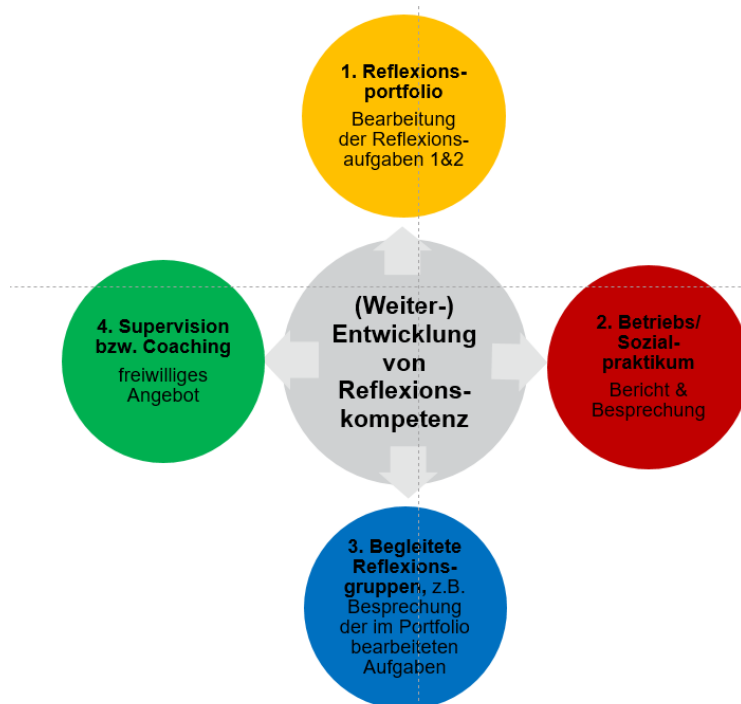 1. Reflexions-
portfolio
Bearbeitung
der Reflexions-
aufgaben 1&2
(Weiter-)
Entwicklung
von
Reflexions-
kompetenz
2. Betriebs/
Sozial-
praktikum
Bericht &
Besprechung
3. Begleitete
Reflexions-
gruppen, z.B.
Besprechung
der im Portfolio
bearbeiteten
Aufgaben
4. Supervision
bzw. Coaching
freiwilliges
Angebot